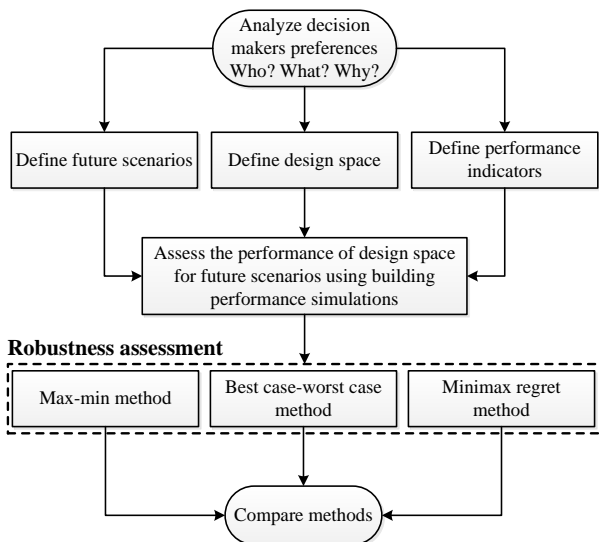 Analyze decision
makers preferences
Who? What? Why?
Define future scenarios
Define design space
Define performance
indicators
Assess the performance of design space
for future scenarios using building
performance simulations
Robustness assessment
Max-min method
Best case-worst case
method
Minimax regret
method
Compare methods